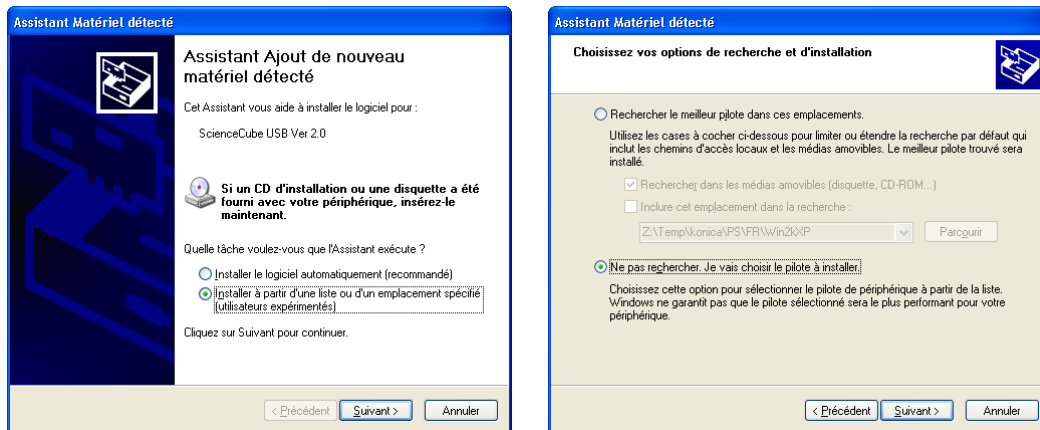 Assistant Matériel détecté
Assistant Ajout de nouveau
matériel détecté
Cet Assistant vous aide à installer le logiciel pour :
ScienceCube USB Ver 2.0
Si un CD d'installation ou une disquette a été
fourni avec votre périphérique, insérez-le
maintenant.
Quelle tâche voulez-vous que l'Assistant exécute ?
Installer le logiciel automatiquement (recommandé)
Installer à partir d'une liste ou d'un emplacement spécifié
(utilisateurs expérimentés)
Cliquez sur Suivant pour continuer.
< Précédent
Suivant >
Annuler
Assistant Matériel détecté
Choisissez vos options de recherche et d'installation
Rechercher le meilleur pilote dans ces emplacements.
Utilisez les cases à cocher ci-dessous pour limiter ou étendre la recherche par défaut qui
inclut les chemins d'accès locaux et les médias amovibles. Le meilleur pilote trouvé sera
installé.
Rechercher dans les médias amovibles (disquette, CD-ROM...)
Inclure cet emplacement dans la recherche :
Z:\Temp\konica\PS\FR\Win2kXP
Parcourir
Ne pas rechercher. Je vais choisir le pilote à installer.
Choisissez cette option pour sélectionner le pilote de périphérique à partir de la liste.
Windows ne garantit pas que le pilote sélectionné sera le plus performant pour votre
périphérique.
< Précédent
Suivant >
Annuler